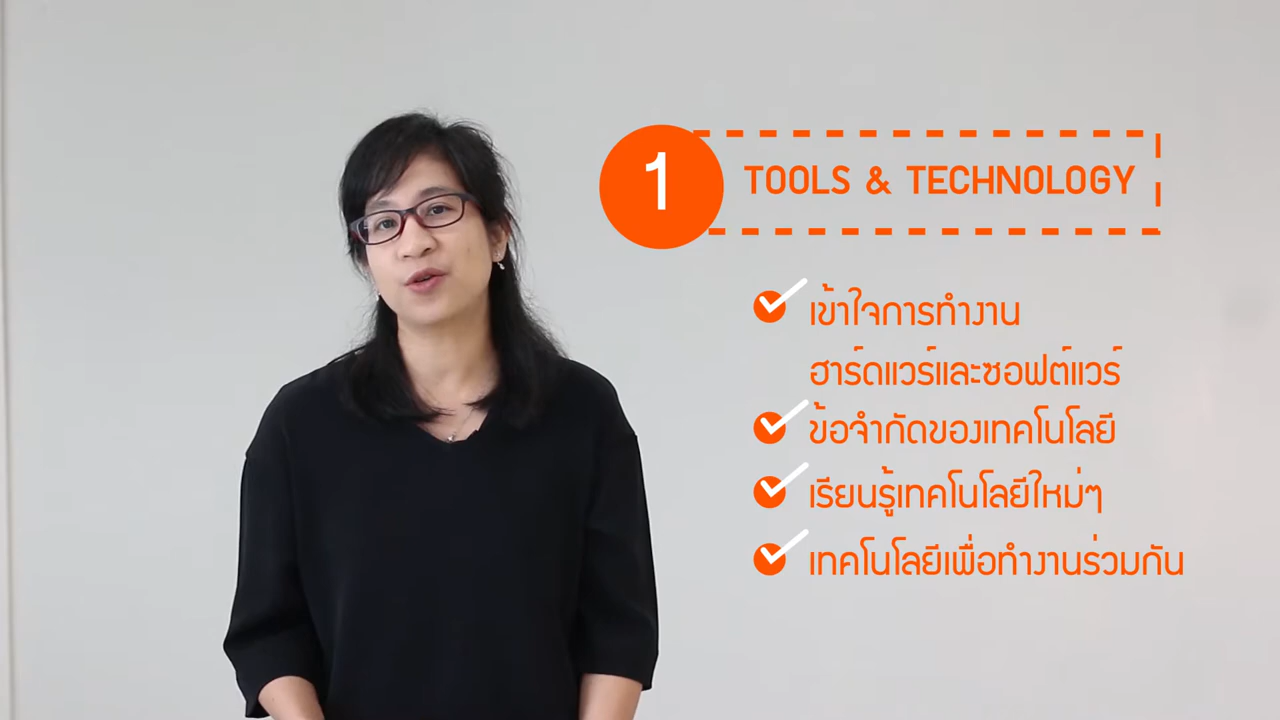 1
TOOLS & TECHNOLOGY
เข้าใจการทำงาน
ฮาร์ดแวร์และซอฟต์แวร์
ข้อจำกัดของเทคโนโลยี
เรียนรู้เทคโนโลยีใหม่ๆ
เทคโนโลยีเพื่อทำงานร่วมกัน